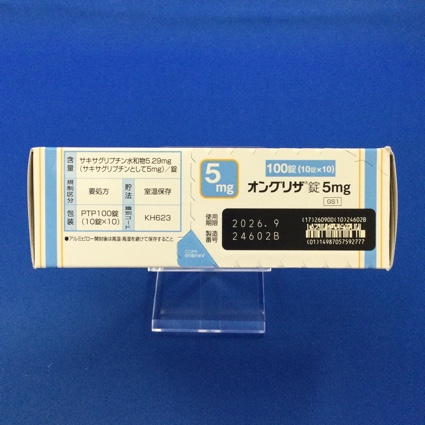 含量
サキサグリプチン水和物5.29mg
(サキサグリプチンとして5mg)/錠
規制区分
要処方
貯法
室温保存
包装
PTP100錠
(10錠×10)
識別コード
KH623
●アルミピロー開封後は高温・高湿を避けて保存すること
5mg
100錠(10錠×10)
オングリザ®錠5mg
GS1
使用期限
2026.9
製造番号
24602B
(17)260900(10)24602B
(01)14987057592777